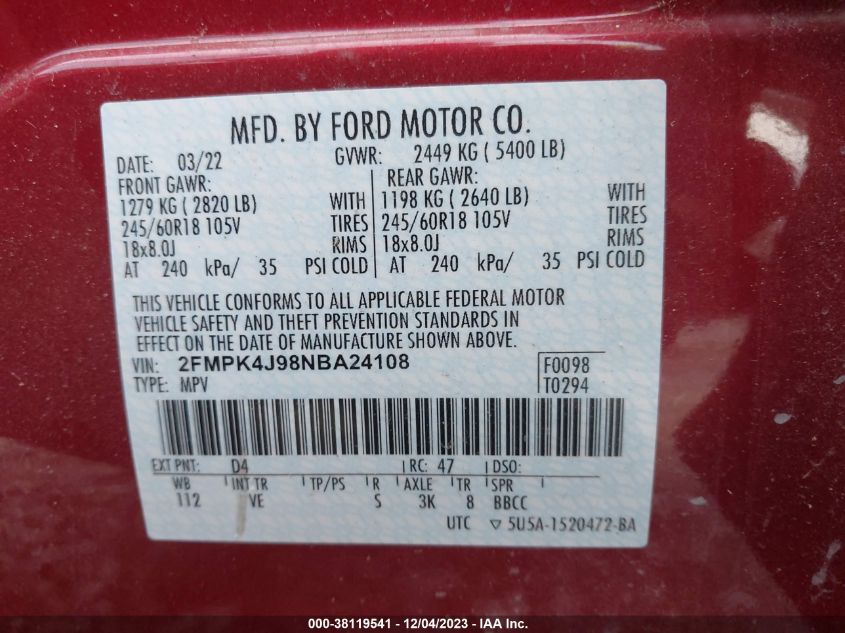 MFD. BY FORD MOTOR CO.
DATE: 03/22 GVWR: 2449 KG ( 5400 LB)
FRONT GAWR: REAR GAWR:
1279 KG ( 2820 LB) WITH 1198 KG ( 2640 LB) WITH
245/60R18 105V TIRES 245/60R18 105V TIRES
18x8.0J RIMS 18x8.0J RIMS
AT 240 kPa/ 35 PSI COLD AT 240 kPa/ 35 PSI COLD
THIS VEHICLE CONFORMS TO ALL APPLICABLE FEDERAL MOTOR
VEHICLE SAFETY AND THEFT PREVENTION STANDARDS IN
EFFECT ON THE DATE OF MANUFACTURE SHOWN ABOVE.
VIN: 2FMPK4J98NBA24108 F0098
TYPE: MPV T0294
EXT PNT: D4 RC: 47 DSO:
WB INT TR TP/PS R AXLE TR SPR
112 VE S 3K 8 BBCC
UTC ▽ 5U5A-1520472-BA
000-38119541 - 12/04/2023 - IAA Inc.